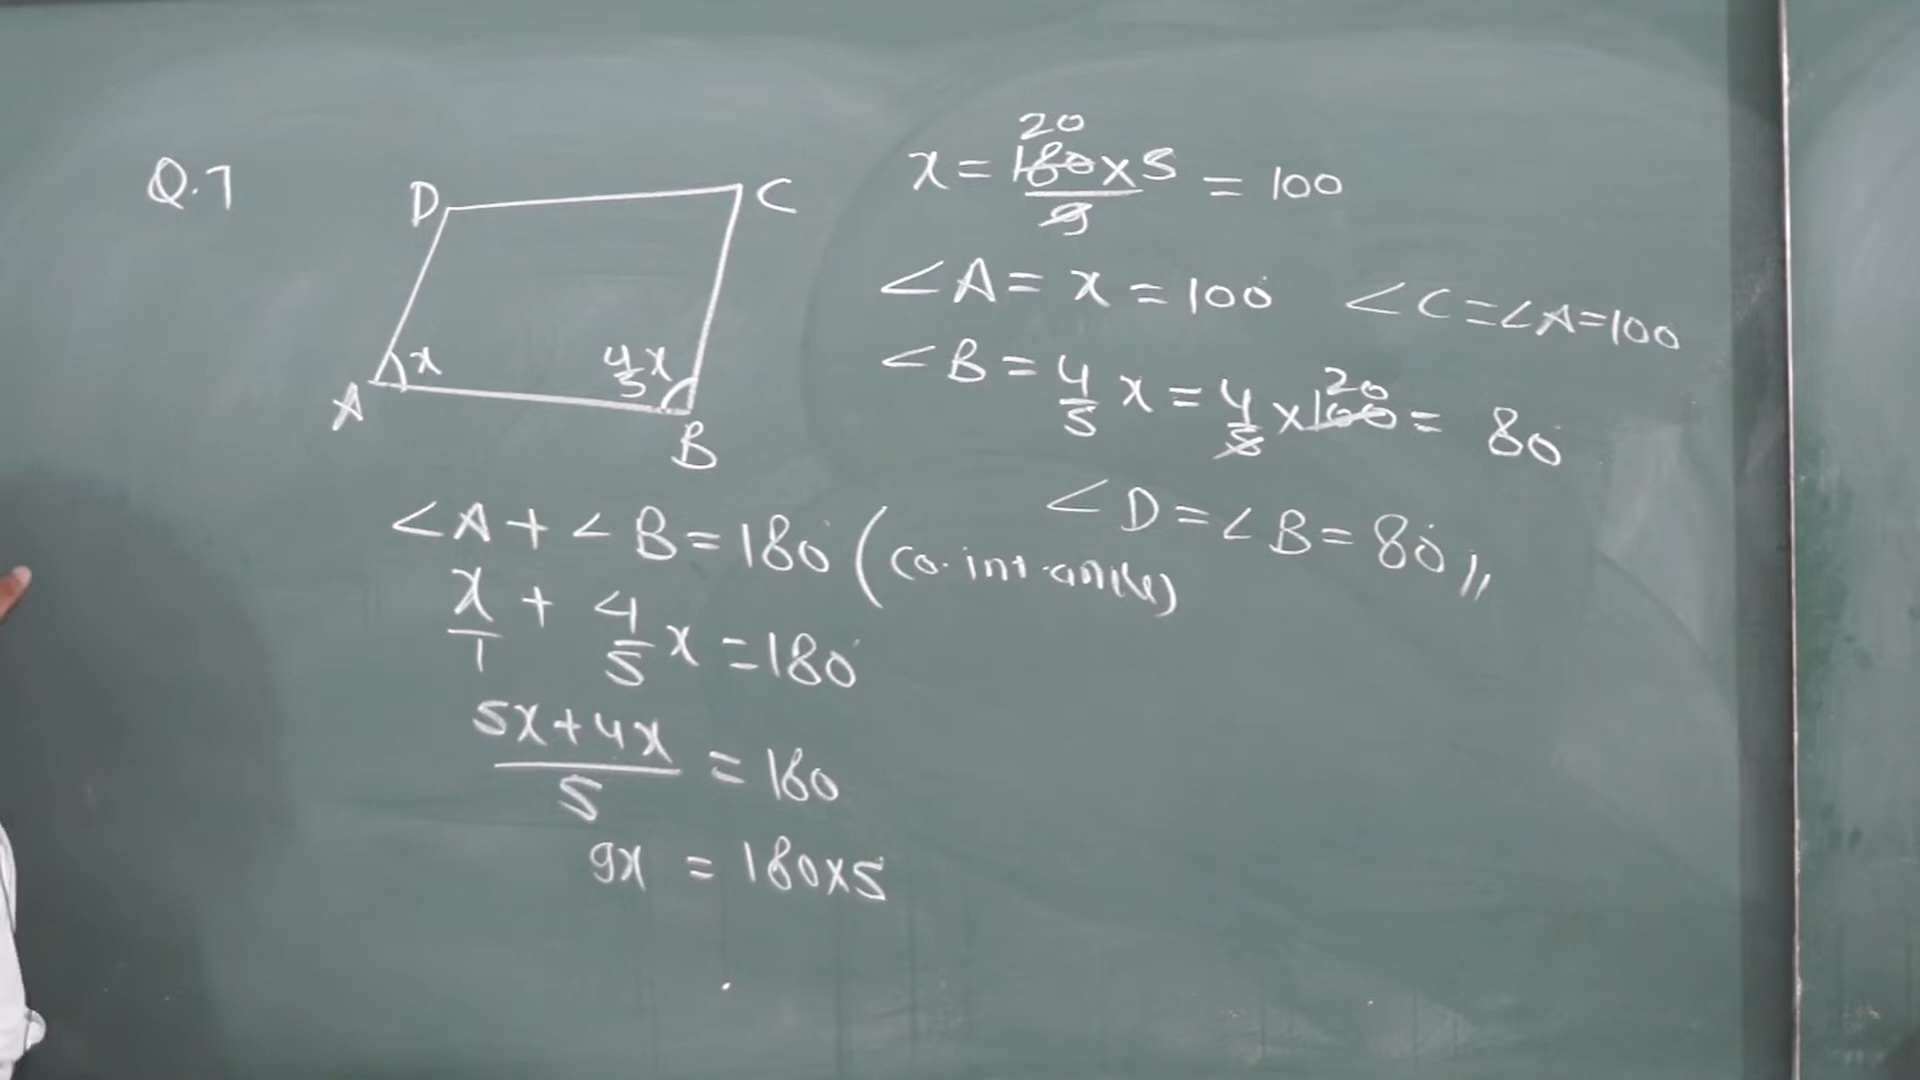 Q.7
D
C
x
4/5 x
A
B
∠A + ∠B = 180° (co. int. angles)
x/1 + 4/5 x = 180°
(5x + 4x)/5 = 180
9x = 180 x 5
20
x = (180 x 5)/9 = 100
∠A = x = 100° ∠C = ∠A = 100
20
∠B = 4/5 x = 4/5 x 100 = 80°
∠D = ∠B = 80° //